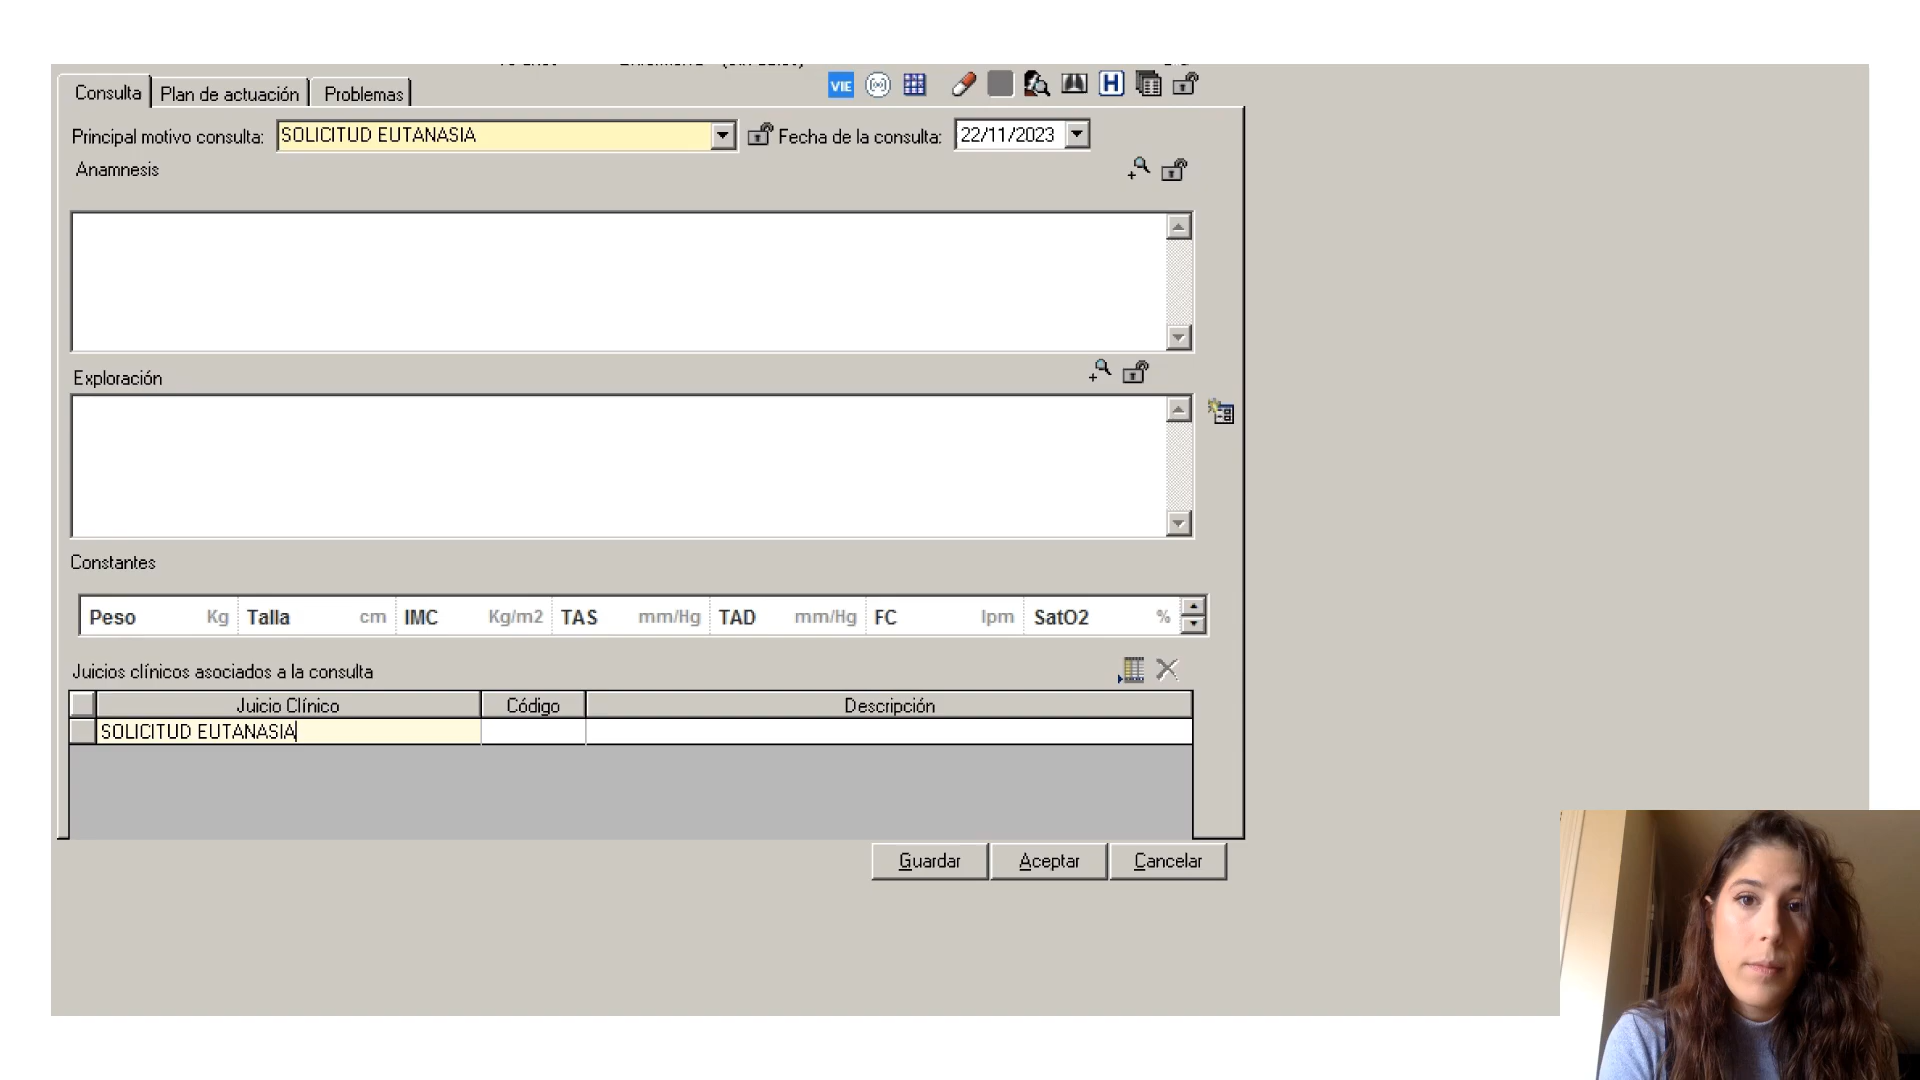 VIE
H
Consulta
Plan de actuación
Problemas
Principal motivo consulta: SOLICITUD EUTANASIA Fecha de la consulta: 22/11/2023
Anamnesis
Exploración
Constantes
Peso Kg Talla cm IMC Kg/m2 TAS mm/Hg TAD mm/Hg FC lpm SatO2 %
Juicios clínicos asociados a la consulta
Juicio Clínico Código Descripción
SOLICITUD EUTANASIA
Guardar Aceptar Cancelar